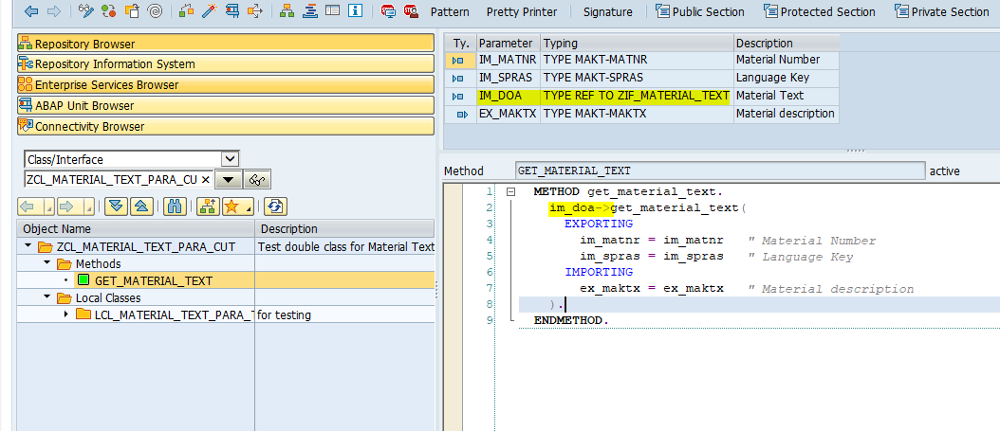 Pattern Pretty Printer Signature Public Section Protected Section Private Section
Repository Browser
Repository Information System
Enterprise Services Browser
ABAP Unit Browser
Connectivity Browser
Class/Interface
ZCL_MATERIAL_TEXT_PARA_CU
Object Name Description
ZCL_MATERIAL_TEXT_PARA_CUT Test double class for Material Text
Methods
GET_MATERIAL_TEXT
Local Classes
LCL_MATERIAL_TEXT_PARA_ for testing
Ty. Parameter Typing Description
IM_MATNR TYPE MAKT-MATNR Material Number
IM_SPRAS TYPE MAKT-SPRAS Language Key
IM_DOA TYPE REF TO ZIF_MATERIAL_TEXT Material Text
EX_MAKTX TYPE MAKT-MAKTX Material description
Method GET_MATERIAL_TEXT active
1 METHOD get_material_text.
2 im_doa->get_material_text(
3 EXPORTING
4 im_matnr = im_matnr " Material Number
5 im_spras = im_spras " Language Key
6 IMPORTING
7 ex_maktx = ex_maktx " Material description
8 ).
9 ENDMETHOD.